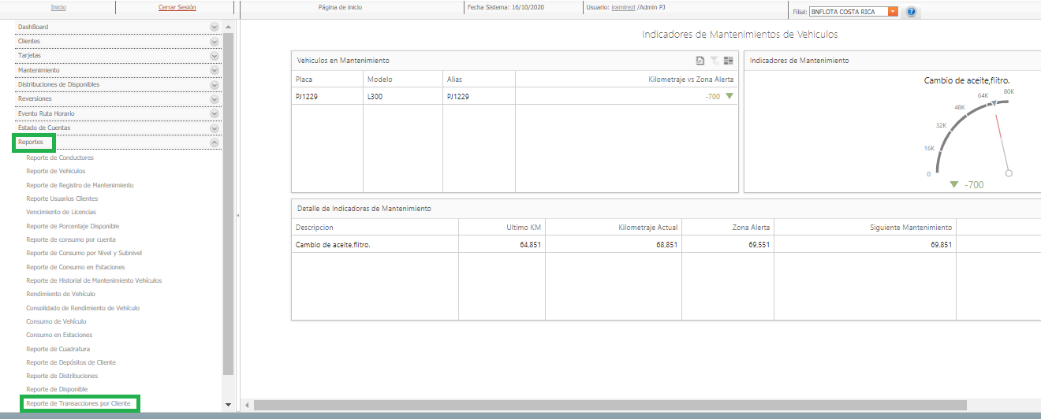 Inicio
Cerrar Sesión
Página de inicio
Fecha Sistema: 16/10/2020
Usuario: kramirezt //Admin PJ
Filial: BNFLOTA COSTA RICA
DashBoard
Clientes
Tarjetas
Mantenimiento
Distribuciones de Disponibles
Reversiones
Evento Ruta Horario
Estado de Cuentas
Reportes
Reporte de Conductores
Reporte de Vehiculos
Reporte de Registro de Mantenimiento
Reporte Usuarios Clientes
Vencimiento de Licencias
Reporte de Porcentaje Disponible
Reporte de consumo por cuenta
Reporte de Consumo por Nivel y Subnivel
Reporte de Consumo en Estaciones
Reporte de Historial de Mantenimiento Vehículos
Rendimiento de Vehículo
Consolidado de Rendimiento de Vehículo
Consumo de Vehículo
Consumo en Estaciones
Reporte de Cuadratura
Reporte de Depósitos de Cliente
Reporte de Distribuciones
Reporte de Disponible
Reporte de Transacciones por Cliente
Indicadores de Mantenimientos de Vehiculos
Vehiculos en Mantenimiento
Placa Modelo Alias Kilometraje vs Zona Alerta
PJ1229 L300 PJ1229 -700
Indicadores de Mantenimiento
Cambio de aceite,filtro.
0
16K
32K
48K
64K
80K
-700
Detalle de Indicadores de Mantenimiento
Descripcion Ultimo KM Kilometraje Actual Zona Alerta Siguiente Mantenimiento
Cambio de aceite,filtro. 64,851 68,851 69,551 69,851